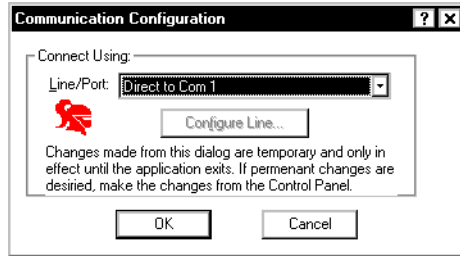 Communication Configuration
Connect Using:
Line/Port: Direct to Com 1
Configure Line...
Changes made from this dialog are temporary and only in
effect until the application exits. If permenant changes are
desiried, make the changes from the Control Panel.
OK Cancel